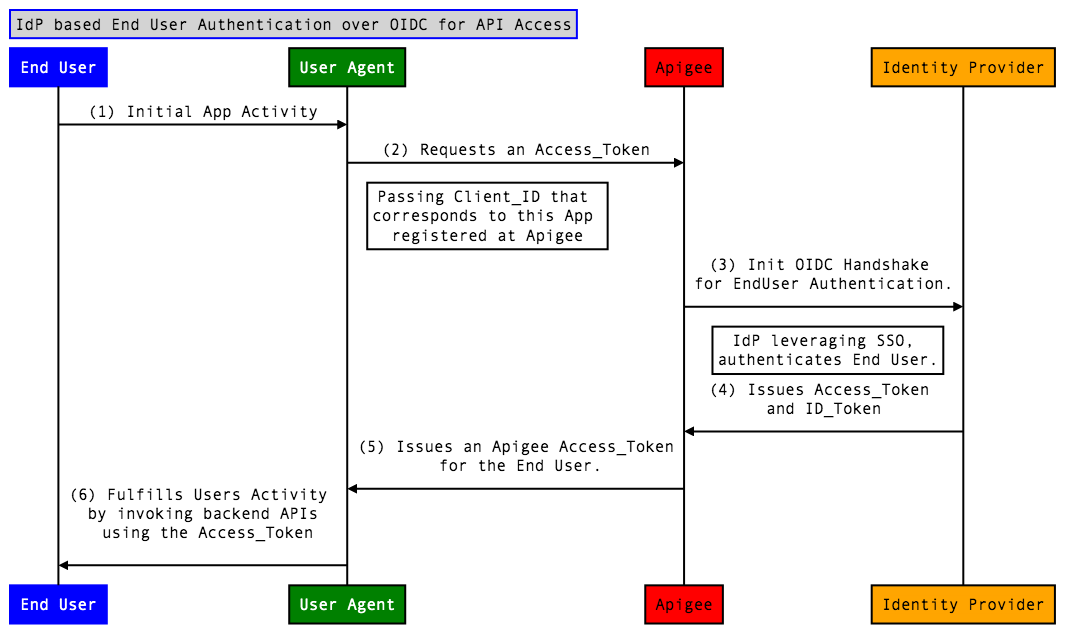 IdP based End User Authentication over OIDC for API Access
End User
User Agent
Apigee
Identity Provider
(1) Initial App Activity
(2) Requests an Access_Token
Passing Client_ID that
corresponds to this App
registered at Apigee
(3) Init OIDC Handshake
for EndUser Authentication.
IdP leveraging SSO,
authenticates End User.
(4) Issues Access_Token
and ID_Token
(5) Issues an Apigee Access_Token
for the End User.
(6) Fulfills Users Activity
by invoking backend APIs
using the Access_Token
End User
User Agent
Apigee
Identity Provider